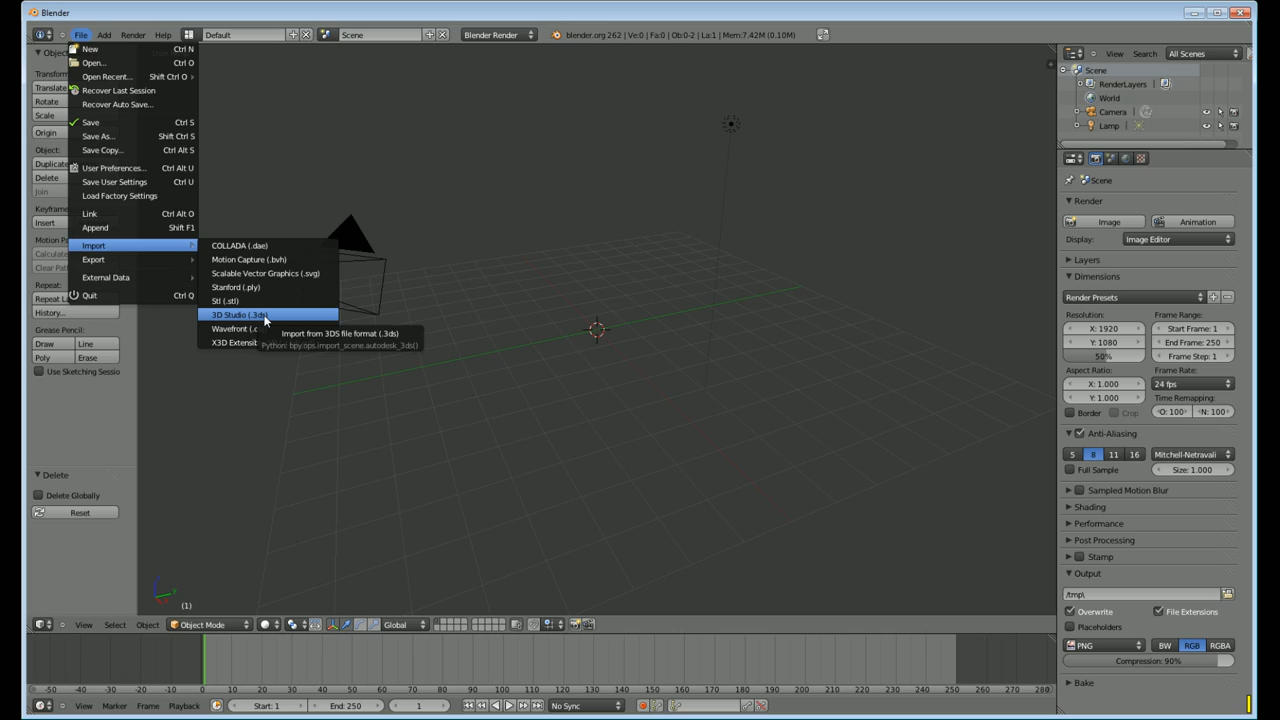 Blender
File Add Render Help Default Scene Blender Render blender.org 262 | Ve:0 | Fa:0 | Ob:0-2 | La:1 | Mem:7.42M (0.10M)
New Ctrl N
Open... Ctrl O
Open Recent... Shift Ctrl O
Recover Last Session
Recover Auto Save...
Save Ctrl S
Save As... Shift Ctrl S
Save Copy... Ctrl Alt S
User Preferences... Ctrl Alt U
Save User Settings Ctrl U
Load Factory Settings
Link Ctrl Alt O
Append Shift F1
Import
Export
External Data
Quit Ctrl Q
COLLADA (.dae)
Motion Capture (.bvh)
Scalable Vector Graphics (.svg)
Stanford (.ply)
Stl (.stl)
3D Studio (.3ds)
Wavefront (.o
X3D Extensib
Import from 3DS file format (.3ds)
Python: bpy.ops.import_scene.autodesk_3ds()
Object
Transform
Translate
Rotate
Scale
Origin
Object:
Duplicate
Delete
Join
Keyframe
Insert
Motion Pa
Calculate
Clear Path
Repeat:
Repeat La
History...
Grease Pencil:
Draw Line
Poly Erase
Use Sketching Sessio
Delete
Delete Globally
Reset
(1)
View Select Object Object Mode Global
-50 -40 -30 -20 -10 0 10 20 30 40 50 60 70 80 90 100 110 120 130 140 150 160 170 180 190 200 210 220 230 240 250 260 270 280
View Marker Frame Playback Start: 1 End: 250 1 No Sync
View Search All Scenes
Scene
RenderLayers
World
Camera
Lamp
Scene
Render
Image Animation
Display: Image Editor
Layers
Dimensions
Render Presets
Resolution: Frame Range:
X: 1920 Start Frame: 1
Y: 1080 End Frame: 250
50% Frame Step: 1
Aspect Ratio: Frame Rate:
X: 1.000 24 fps
Y: 1.000 Time Remapping:
Border Crop O: 100 N: 100
Anti-Aliasing
5 8 11 16 Mitchell-Netravali
Full Sample Size: 1.000
Sampled Motion Blur
Shading
Performance
Post Processing
Stamp
Output
/tmp\
Overwrite File Extensions
Placeholders
PNG BW RGB RGBA
Compression: 90%
Bake